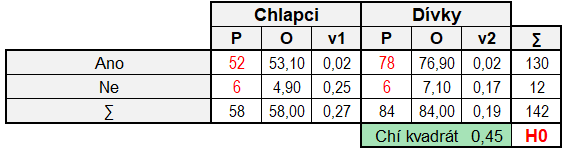 Chlapci Dívky
P O v1 P O v2 ∑
Ano 52 53,10 0,02 78 76,90 0,02 130
Ne 6 4,90 0,25 6 7,10 0,17 12
∑ 58 58,00 0,27 84 84,00 0,19 142
Chí kvadrát 0,45 H0